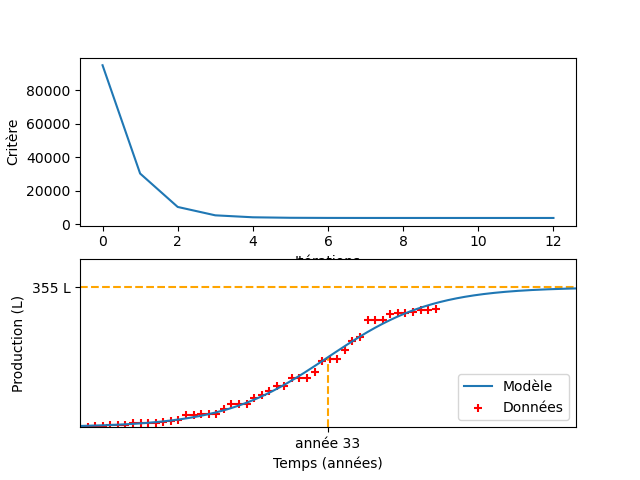 80000
60000
40000
20000
0
Critère
0 2 4 6 8 10 12
Itérations
355 L
Production (L)
Modèle
Données
année 33
Temps (années)